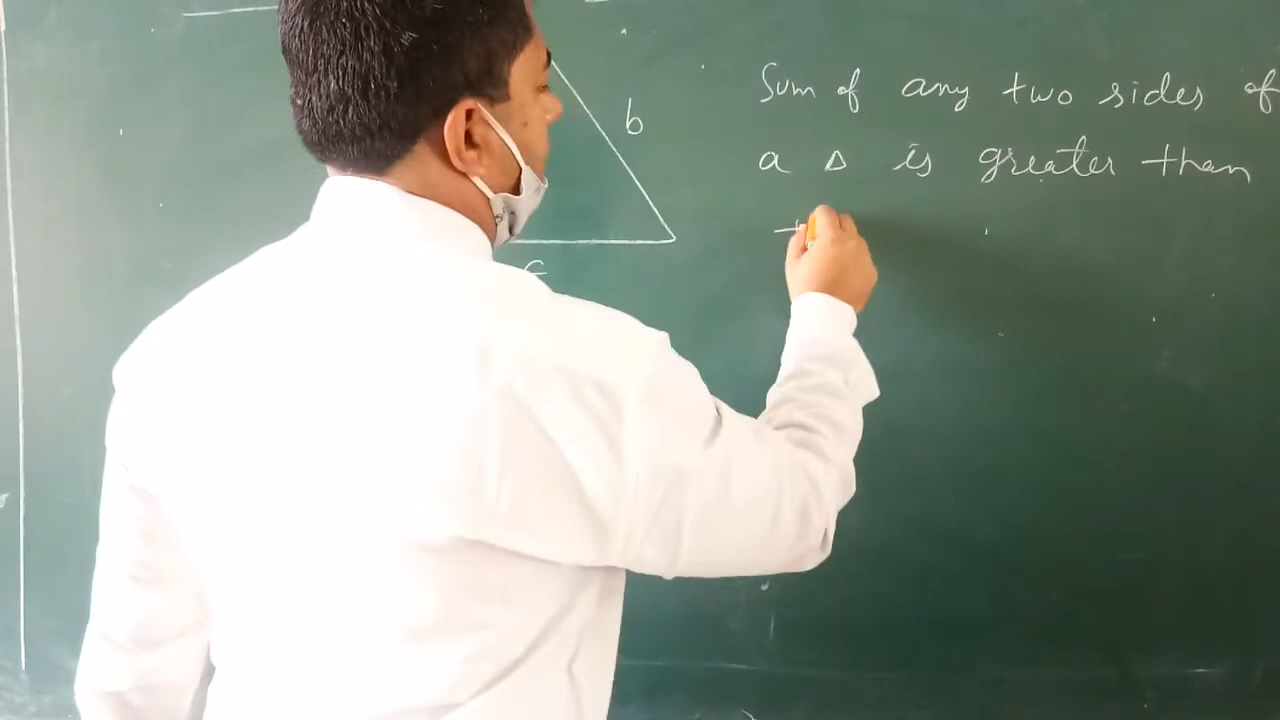 b
Sum of any two sides of
a Δ is greater than
c